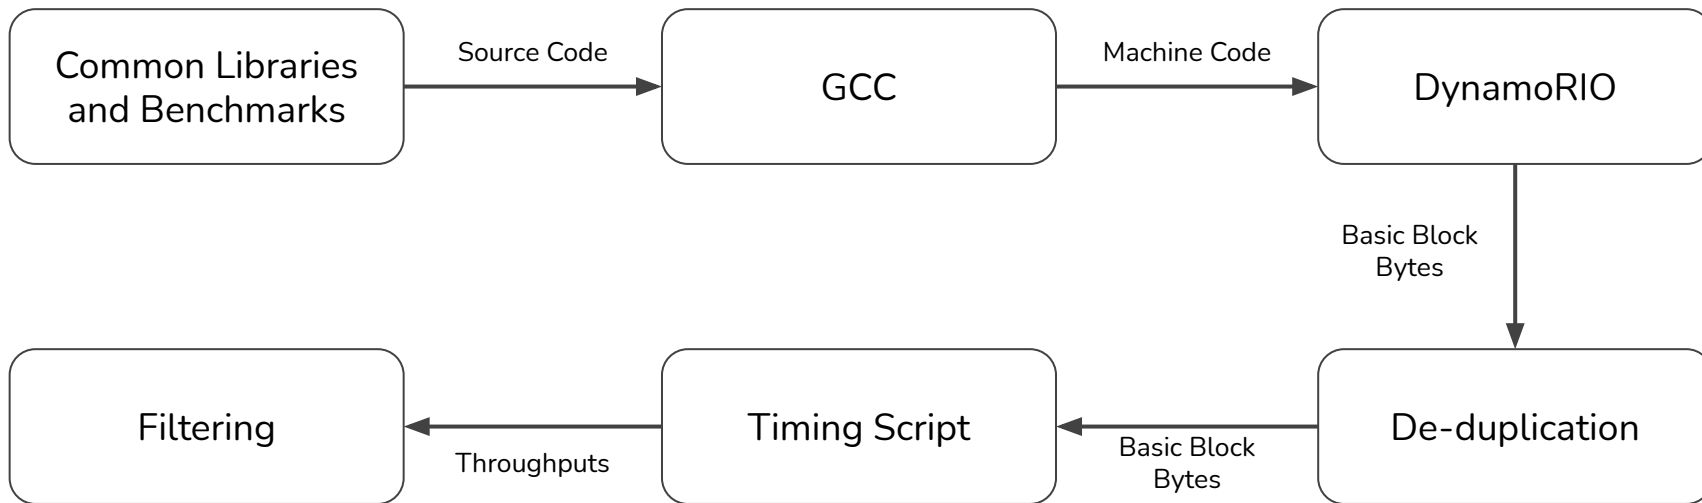 Common Libraries
and Benchmarks
Source Code
GCC
Machine Code
DynamoRIO
Basic Block
Bytes
De-duplication
Basic Block
Bytes
Timing Script
Throughputs
Filtering